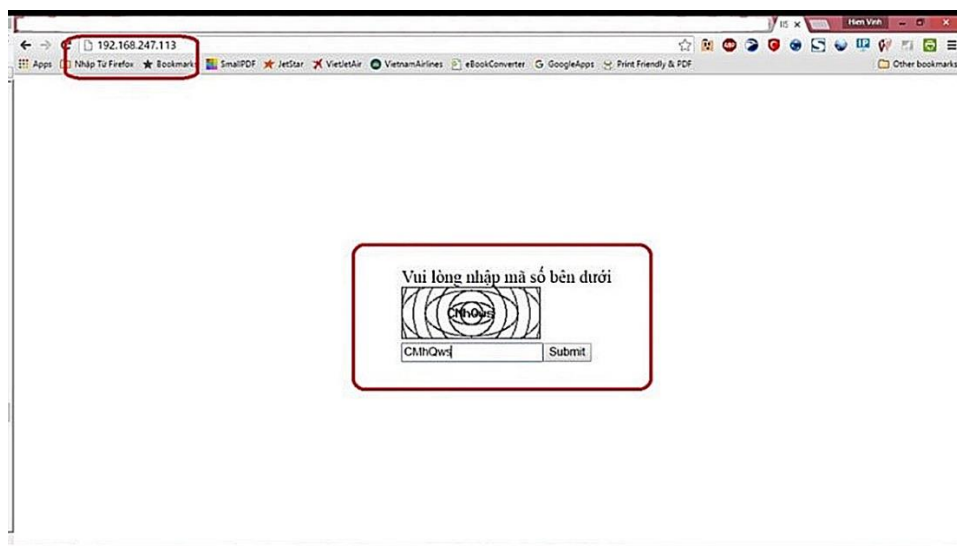 IIS
Hien Vinh
192.168.247.113
Apps Nhập Từ Firefox Bookmarks SmallPDF JetStar VietJetAir VietnamAirlines eBookConverter GoogleApps Print Friendly & PDF Other bookmarks
Vui lòng nhập mã số bên dưới
CMhQws
CMhQws Submit